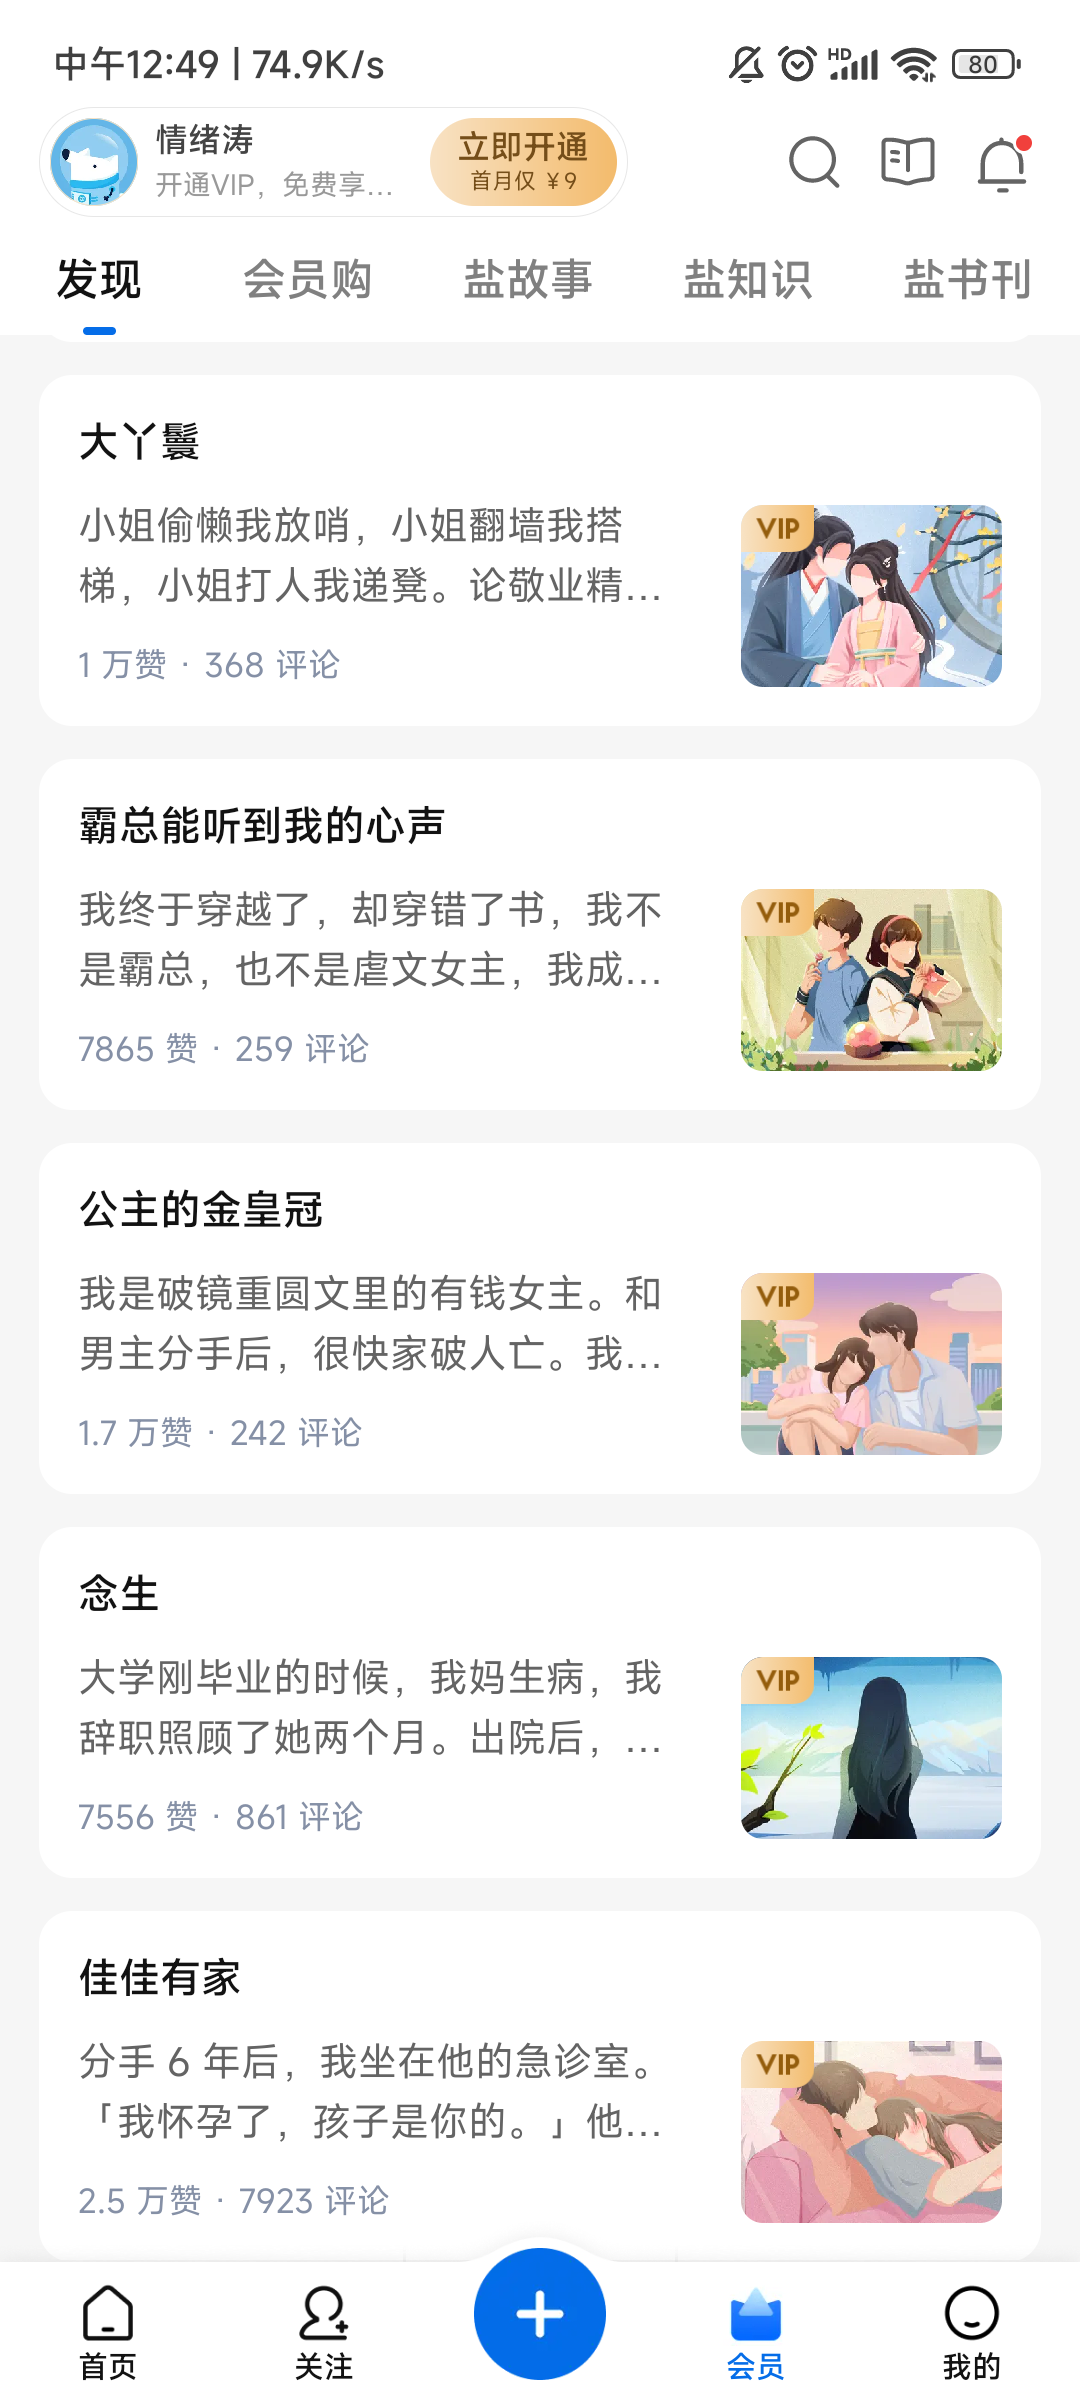 中午12:49 | 74.9K/s
HD
80
情绪涛
开通VIP，免费享...
立即开通
首月仅 ¥9
发现 会员购 盐故事 盐知识 盐书刊
大丫鬟
小姐偷懒我放哨，小姐翻墙我搭
梯，小姐打人我递凳。论敬业精...
1 万赞 · 368 评论
VIP
霸总能听到我的心声
我终于穿越了，却穿错了书，我不
是霸总，也不是虐文女主，我成...
7865 赞 · 259 评论
VIP
公主的金皇冠
我是破镜重圆文里的有钱女主。和
男主分手后，很快家破人亡。我...
1.7 万赞 · 242 评论
VIP
念生
大学刚毕业的时候，我妈生病，我
辞职照顾了她两个月。出院后，...
7556 赞 · 861 评论
VIP
佳佳有家
分手 6 年后，我坐在他的急诊室。
「我怀孕了，孩子是你的。」他...
2.5 万赞 · 7923 评论
VIP
首页 关注 会员 我的